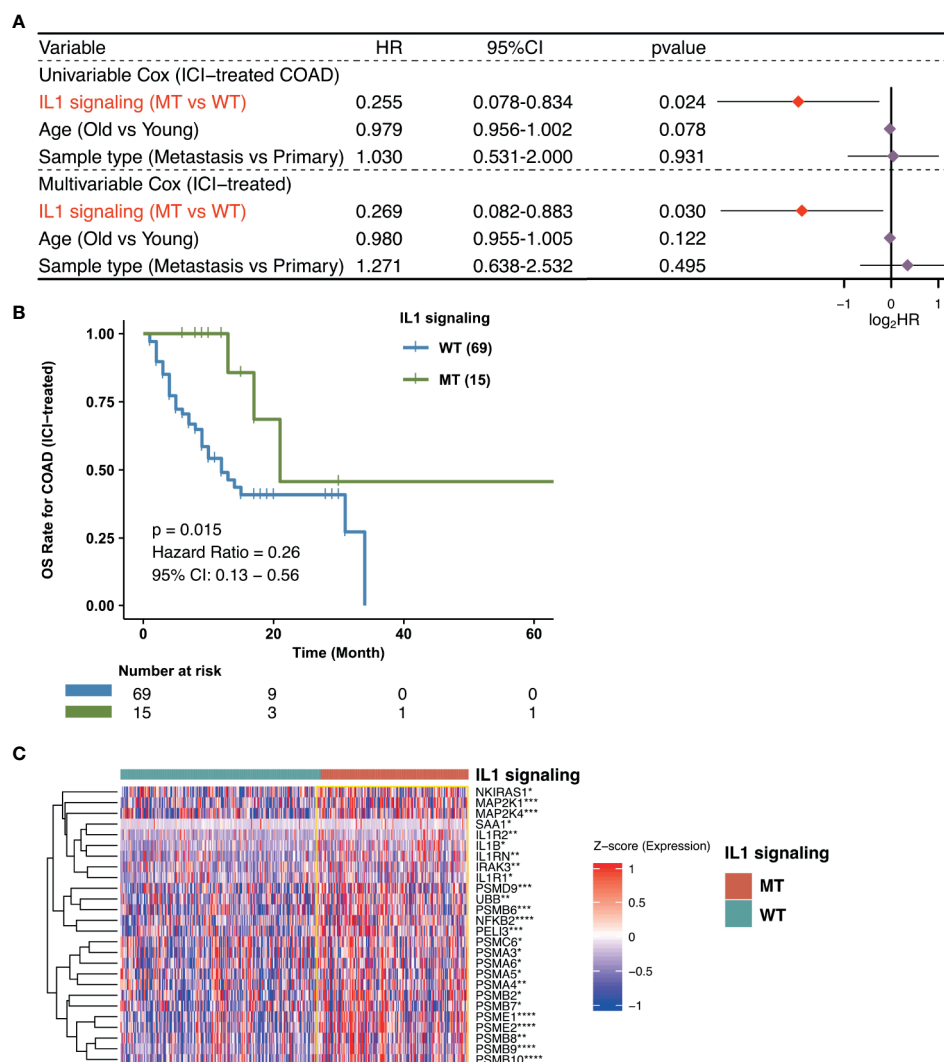 A
Variable HR 95%CI pvalue
Univariable Cox (ICI−treated COAD)
IL1 signaling (MT vs WT) 0.255 0.078-0.834 0.024
Age (Old vs Young) 0.979 0.956-1.002 0.078
Sample type (Metastasis vs Primary) 1.030 0.531-2.000 0.931
Multivariable Cox (ICI−treated)
IL1 signaling (MT vs WT) 0.269 0.082-0.883 0.030
Age (Old vs Young) 0.980 0.955-1.005 0.122
Sample type (Metastasis vs Primary) 1.271 0.638-2.532 0.495
−1 0 1
log2HR
B
IL1 signaling
WT (69)
MT (15)
OS Rate for COAD (ICI−treated)
1.00
0.75
0.50
0.25
0.00
p = 0.015
Hazard Ratio = 0.26
95% CI: 0.13 − 0.56
0 20 40 60
Time (Month)
Number at risk
69 9 0 0
15 3 1 1
C
IL1 signaling
NKIRAS1*
MAP2K1***
MAP2K4***
SAA1*
IL1R2**
IL1B*
IL1RN**
IRAK3**
IL1R1*
PSMD9***
UBB**
PSMB6***
NFKB2****
PELI3***
PSMC6*
PSMA3*
PSMA6*
PSMA5*
PSMA4**
PSMB2*
PSMB7*
PSME1****
PSME2****
PSMB8**
PSMB9****
PSMB10****
Z−score (Expression)
1
0.5
0
−0.5
−1
IL1 signaling
MT
WT